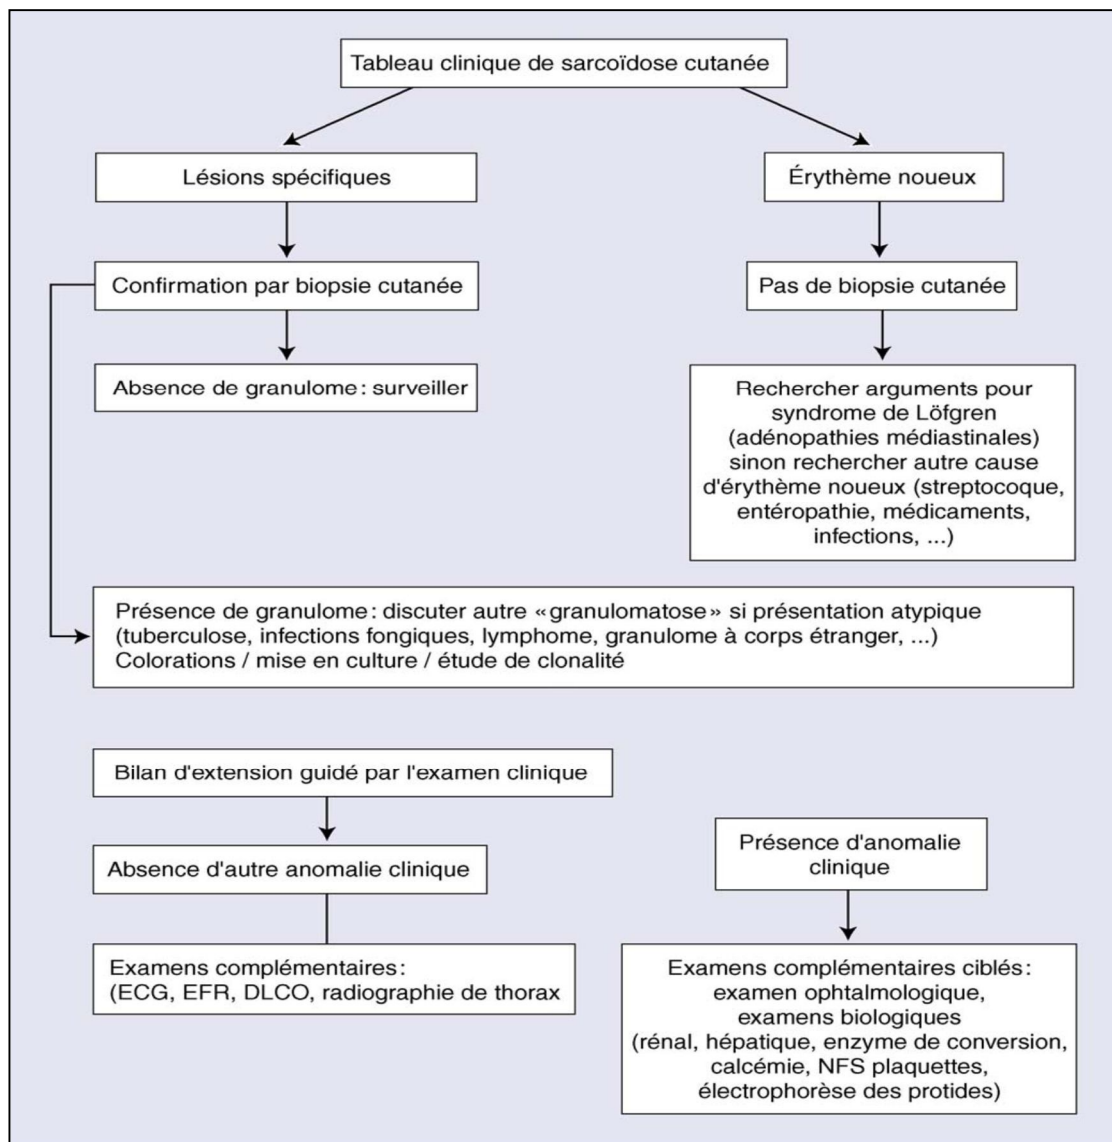 Tableau clinique de sarcoïdose cutanée
Lésions spécifiques
Érythème noueux
Confirmation par biopsie cutanée
Pas de biopsie cutanée
Absence de granulome : surveiller
Rechercher arguments pour
syndrome de Löfgren
(adénopathies médiastinales)
sinon rechercher autre cause
d'érythème noueux (streptocoque,
entéropathie, médicaments,
infections, ...)
Présence de granulome : discuter autre «granulomatose» si présentation atypique
(tuberculose, infections fongiques, lymphome, granulome à corps étranger, ...)
Colorations / mise en culture / étude de clonalité
Bilan d'extension guidé par l'examen clinique
Absence d'autre anomalie clinique
Présence d'anomalie
clinique
Examens complémentaires :
(ECG, EFR, DLCO, radiographie de thorax
Examens complémentaires ciblés :
examen ophtalmologique,
examens biologiques
(rénal, hépatique, enzyme de conversion,
calcémie, NFS plaquettes,
électrophorèse des protides)